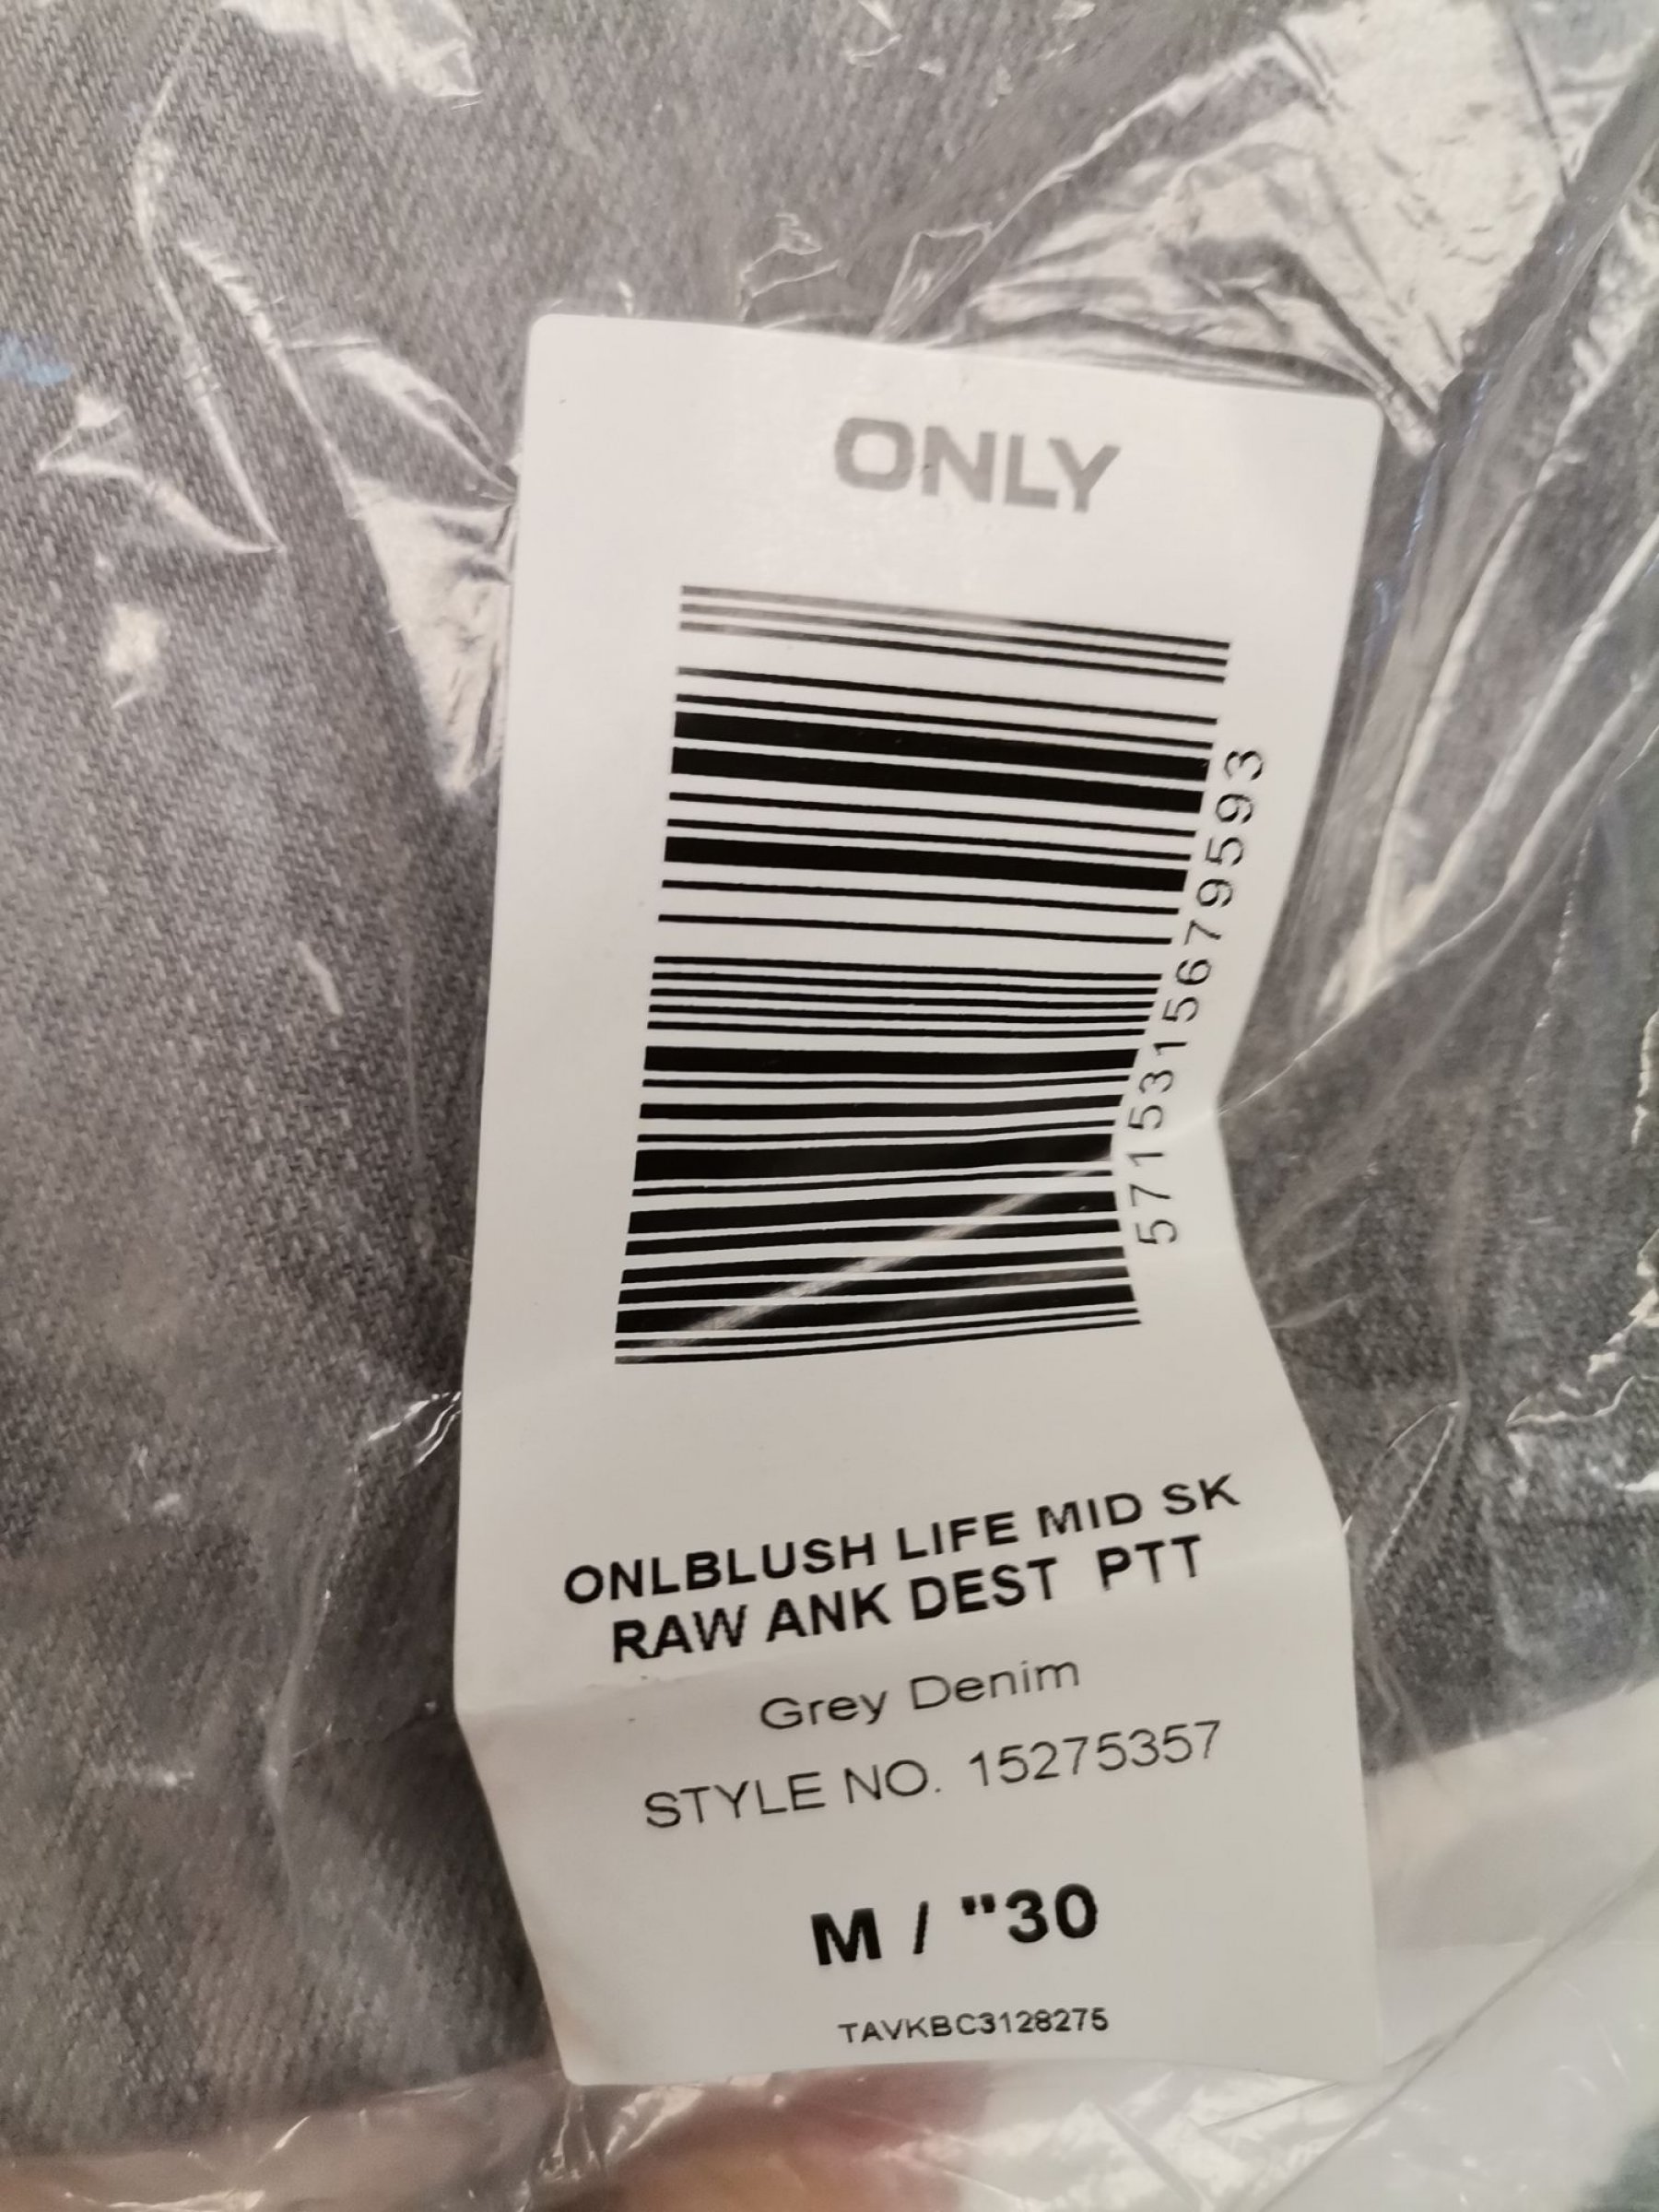 ONLY
5715315679593
ONLBLUSH LIFE MID SK
RAW ANK DEST PTT
Grey Denim
STYLE NO. 15275357
M / "30
TAVKBC3128275